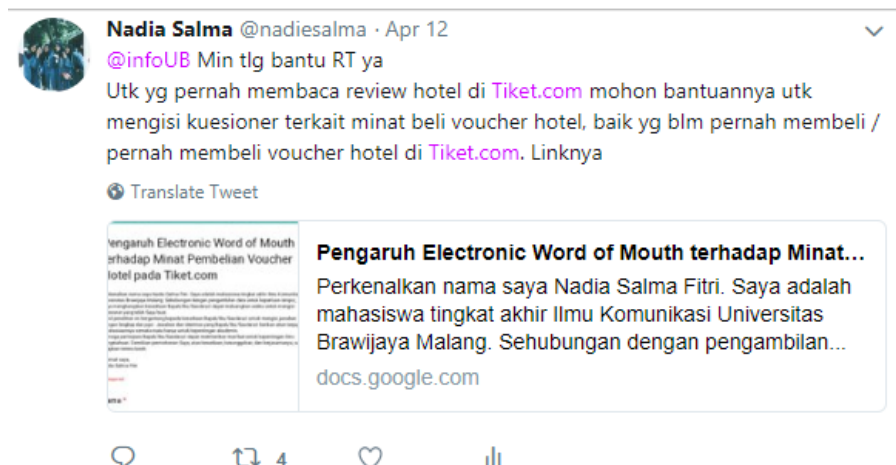 Nadia Salma @nadiesalma · Apr 12
@infoUB Min tlg bantu RT ya
Utk yg pernah membaca review hotel di Tiket.com mohon bantuannya utk
mengisi kuesioner terkait minat beli voucher hotel, baik yg blm pernah membeli /
pernah membeli voucher hotel di Tiket.com. Linknya
Translate Tweet
engaruh Electronic Word of Mouth
erhadap Minat Pembelian Voucher
otel pada Tiket.com
Pengaruh Electronic Word of Mouth terhadap Minat...
Perkenalkan nama saya Nadia Salma Fitri. Saya adalah
mahasiswa tingkat akhir Ilmu Komunikasi Universitas
Brawijaya Malang. Sehubungan dengan pengambilan...
docs.google.com
4